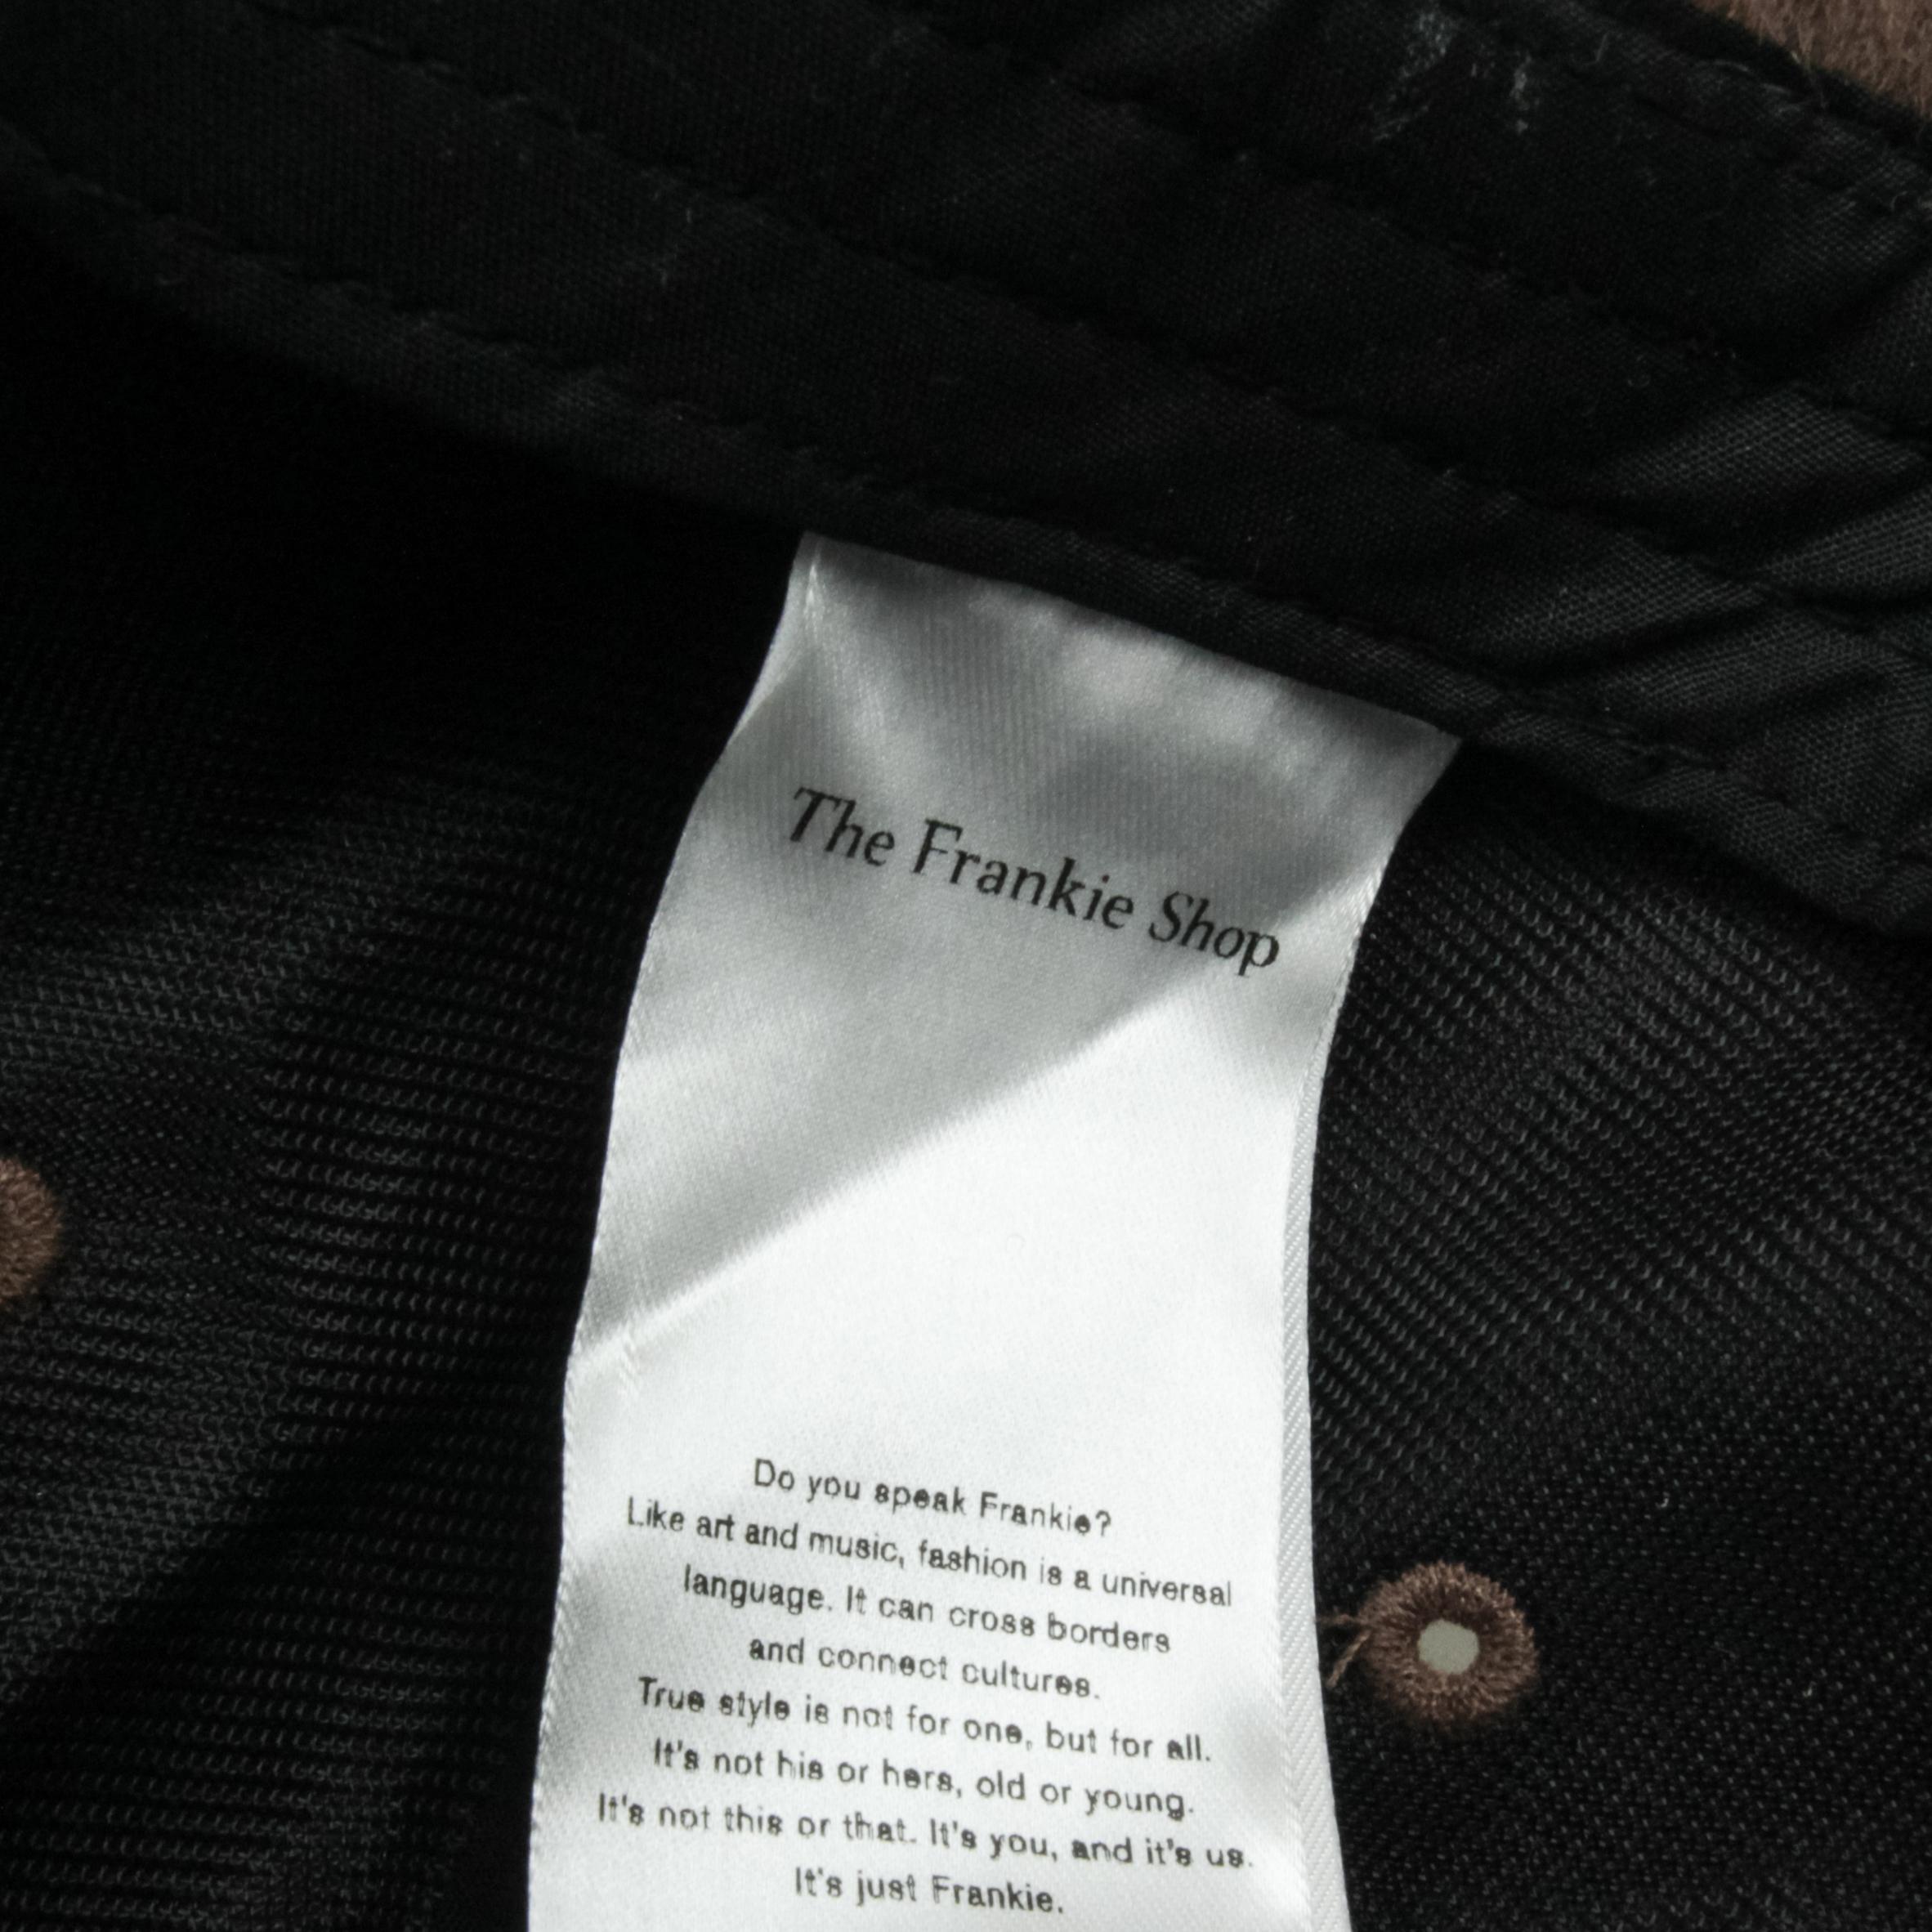 The Frankie Shop
Do you speak Frankie?
Like art and music, fashion is a universal
language. It can cross borders
and connect cultures.
True style is not for one, but for all.
It's not his or hers, old or young.
It's not this or that. It's you, and it's us.
It's just Frankie.